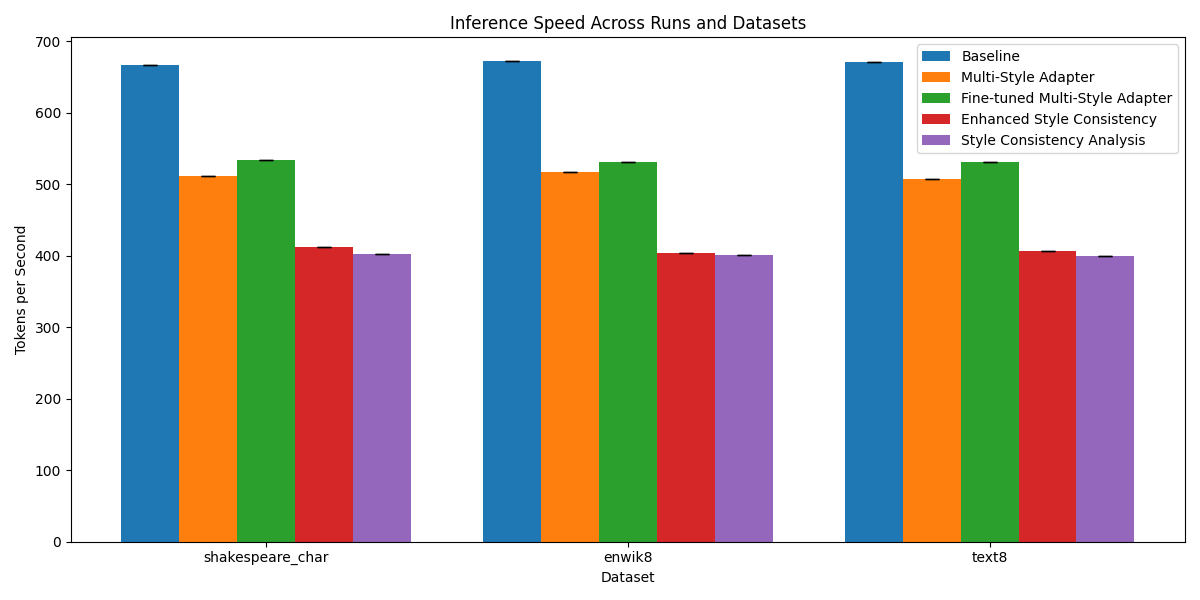 Inference Speed Across Runs and Datasets
700
600
500
400
300
200
100
0
Tokens per Second
Baseline
Multi-Style Adapter
Fine-tuned Multi-Style Adapter
Enhanced Style Consistency
Style Consistency Analysis
shakespeare_char
enwik8
text8
Dataset